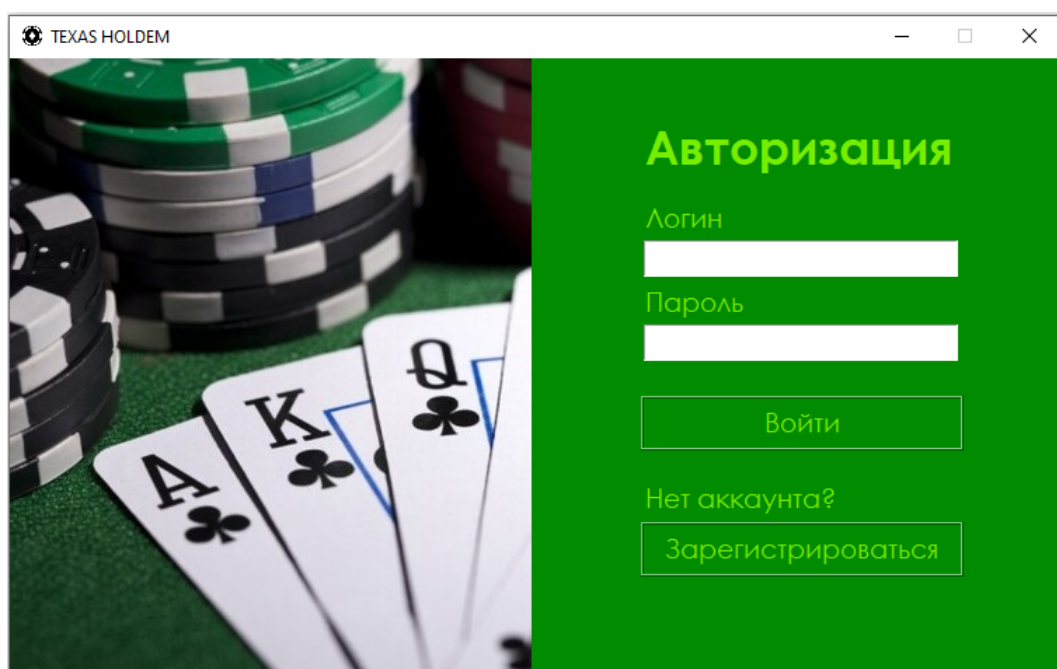 TEXAS HOLDEM
Авторизация
Логин
Пароль
Войти
Нет аккаунта?
Зарегистрироваться
Q
K
A